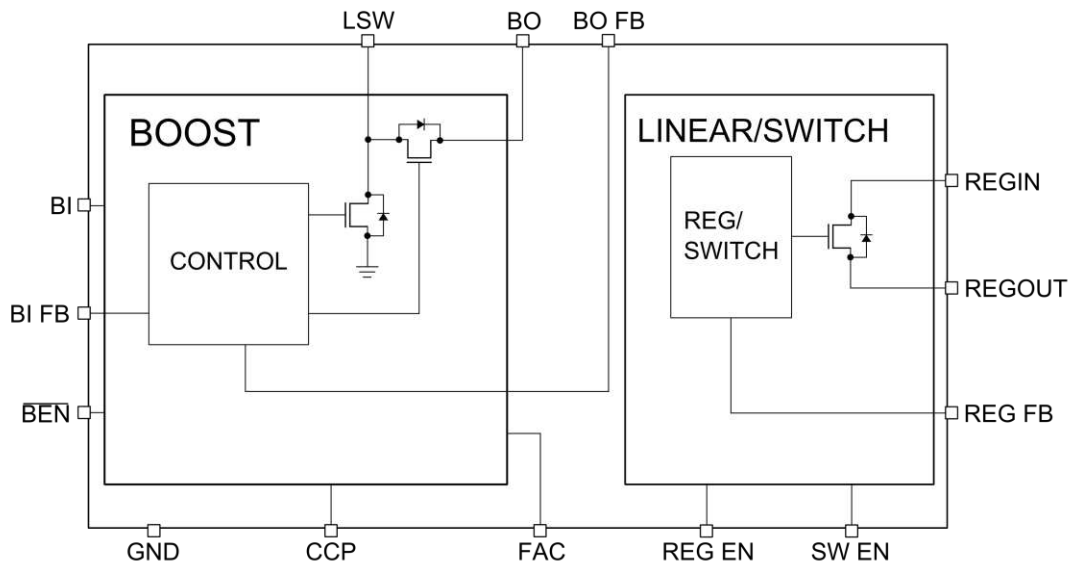 LSW
BO
BO FB
BOOST
LINEAR/SWITCH
BI
CONTROL
BI FB
B̅E̅N̅
REG/
SWITCH
REGIN
REGOUT
REG FB
GND
CCP
FAC
REG EN
SW EN